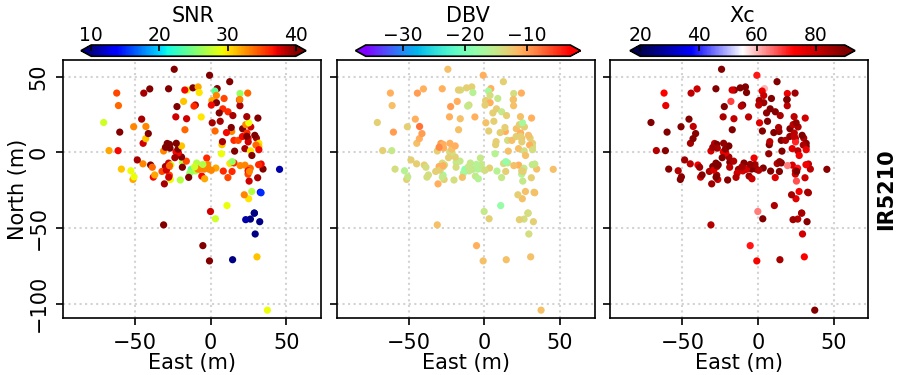 SNR DBV Xc
10 20 30 40 −30 −20 −10 20 40 60 80
50
0
−50
−100
North (m)
−50 0 50 −50 0 50 −50 0 50
East (m) East (m) East (m)
IR5210